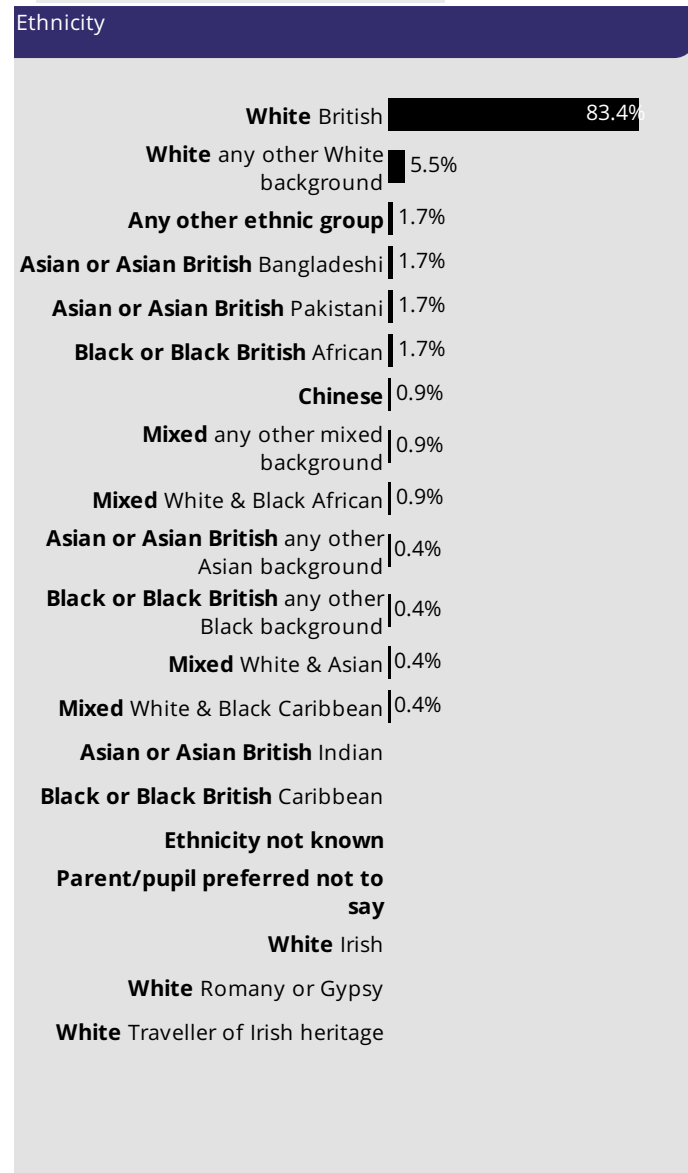 Ethnicity
White British 83.4%
White any other White 5.5%
background
Any other ethnic group 1.7%
Asian or Asian British Bangladeshi 1.7%
Asian or Asian British Pakistani 1.7%
Black or Black British African 1.7%
Chinese 0.9%
Mixed any other mixed 0.9%
background
Mixed White & Black African 0.9%
Asian or Asian British any other 0.4%
Asian background
Black or Black British any other 0.4%
Black background
Mixed White & Asian 0.4%
Mixed White & Black Caribbean 0.4%
Asian or Asian British Indian
Black or Black British Caribbean
Ethnicity not known
Parent/pupil preferred not to
say
White Irish
White Romany or Gypsy
White Traveller of Irish heritage